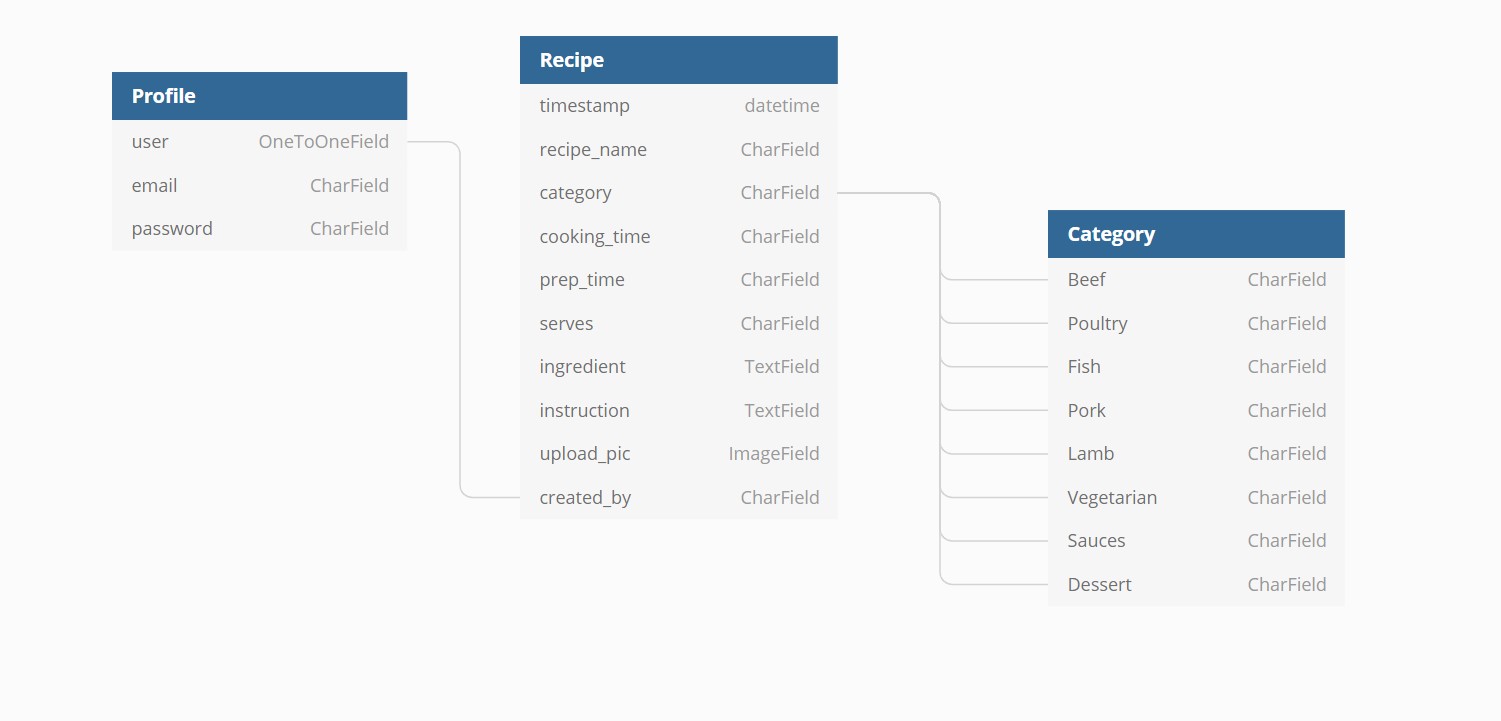 Profile
user OneToOneField
email CharField
password CharField
Recipe
timestamp datetime
recipe_name CharField
category CharField
cooking_time CharField
prep_time CharField
serves CharField
ingredient TextField
instruction TextField
upload_pic ImageField
created_by CharField
Category
Beef CharField
Poultry CharField
Fish CharField
Pork CharField
Lamb CharField
Vegetarian CharField
Sauces CharField
Dessert CharField